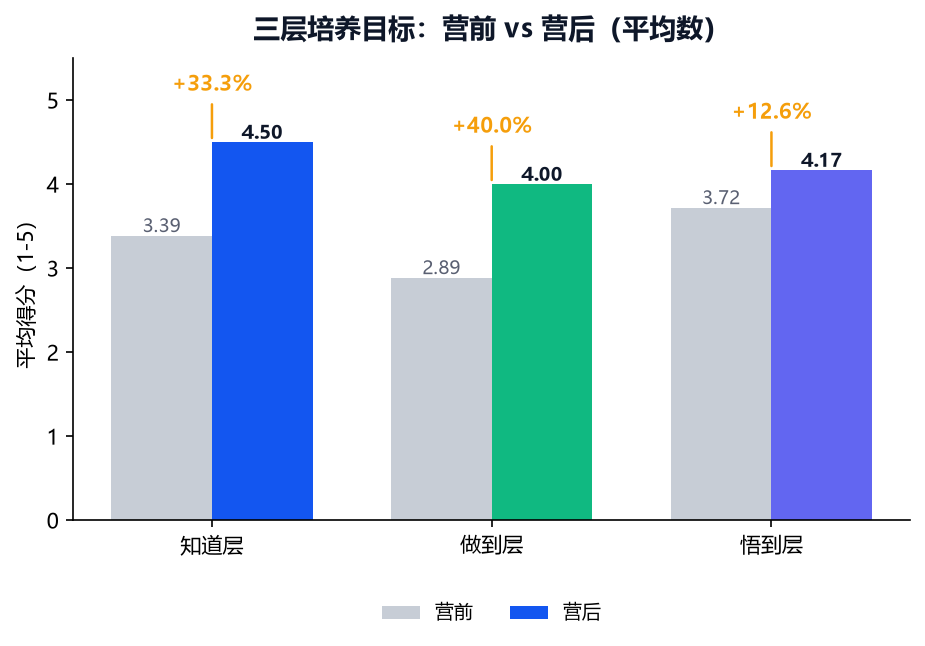 三层培养目标：营前 vs 营后（平均数）
+33.3%
+40.0%
+12.6%
3.39
4.50
2.89
4.00
3.72
4.17
平均得分（1-5）
5
4
3
2
1
0
知道层
做到层
悟到层
营前
营后